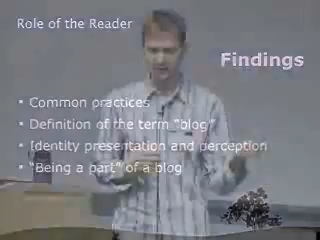 Role of the Reader
Findings
• Common practices
• Definition of the term "blog"
• Identity presentation and perception
• "Being a part" of a blog